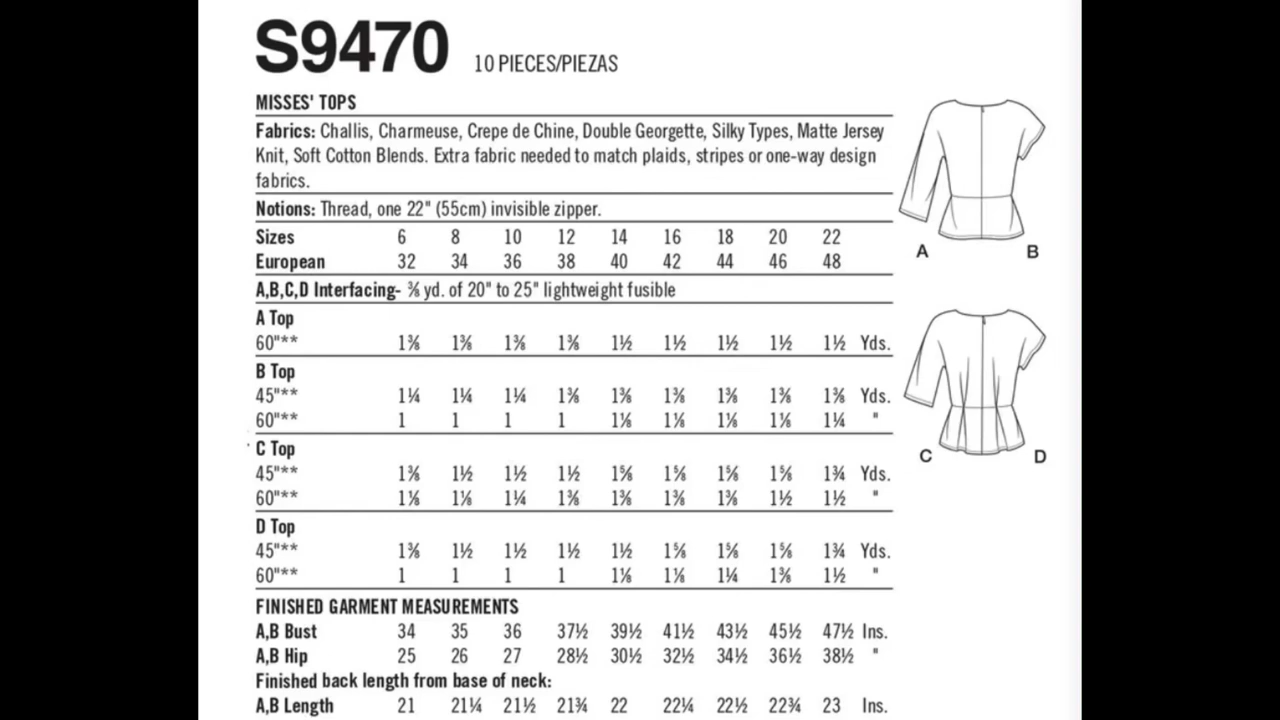 S9470 10 PIECES/PIEZAS
MISSES' TOPS
Fabrics: Challis, Charmeuse, Crepe de Chine, Double Georgette, Silky Types, Matte Jersey
Knit, Soft Cotton Blends. Extra fabric needed to match plaids, stripes or one-way design
fabrics.
Notions: Thread, one 22" (55cm) invisible zipper.
Sizes 6 8 10 12 14 16 18 20 22
European 32 34 36 38 40 42 44 46 48
A,B,C,D Interfacing- ⅝ yd. of 20" to 25" lightweight fusible
A Top
60"** 1⅜ 1⅜ 1⅜ 1⅜ 1½ 1½ 1½ 1½ 1½ Yds.
B Top
45"** 1¼ 1¼ 1¼ 1⅜ 1⅜ 1⅜ 1⅜ 1⅜ 1⅜ Yds.
60"** 1 1 1 1 1⅛ 1⅛ 1⅛ 1⅛ 1¼ "
C Top
45"** 1⅜ 1½ 1½ 1½ 1⅝ 1⅝ 1⅝ 1⅝ 1¾ Yds.
60"** 1⅛ 1⅛ 1¼ 1⅜ 1⅜ 1⅜ 1⅜ 1½ 1½ "
D Top
45"** 1⅜ 1½ 1½ 1½ 1½ 1⅝ 1⅝ 1⅝ 1¾ Yds.
60"** 1 1 1 1 1⅛ 1⅛ 1¼ 1⅜ 1½ "
FINISHED GARMENT MEASUREMENTS
A,B Bust 34 35 36 37½ 39½ 41½ 43½ 45½ 47½ Ins.
A,B Hip 25 26 27 28½ 30½ 32½ 34½ 36½ 38½ "
Finished back length from base of neck:
A,B Length 21 21¼ 21½ 21¾ 22 22¼ 22½ 22¾ 23 Ins.
A B
C D